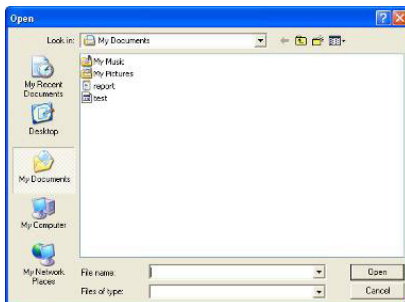 Open
Look in: My Documents
My Music
My Pictures
report
test
My Recent
Documents
Desktop
My Documents
My Computer
My Network
Places
File name:
Open
Files of type:
Cancel